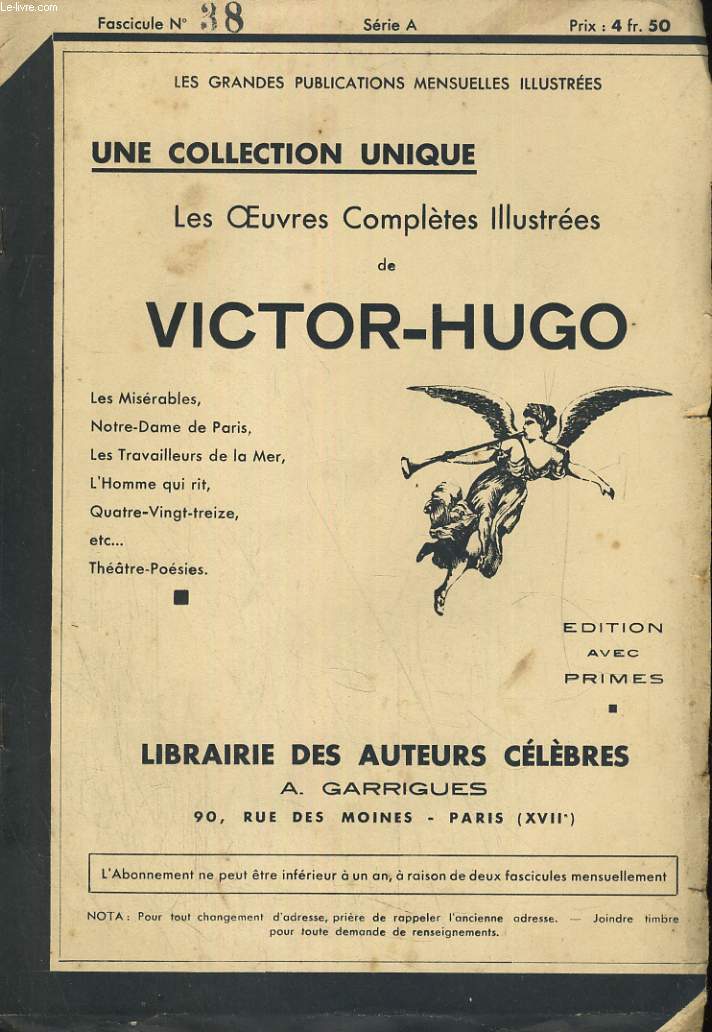 Le-livre.com
Fascicule N° 38 Série A Prix : 4 fr. 50
LES GRANDES PUBLICATIONS MENSUELLES ILLUSTRÉES
UNE COLLECTION UNIQUE
Les Œuvres Complètes Illustrées
de
VICTOR-HUGO
Les Misérables,
Notre-Dame de Paris,
Les Travailleurs de la Mer,
L'Homme qui rit,
Quatre-Vingt-treize,
etc...
Théâtre-Poésies.
EDITION
AVEC
PRIMES
LIBRAIRIE DES AUTEURS CÉLÈBRES
A. GARRIGUES
90, RUE DES MOINES - PARIS (XVII°)
L'Abonnement ne peut être inférieur à un an, à raison de deux fascicules mensuellement
NOTA : Pour tout changement d'adresse, prière de rappeler l'ancienne adresse. — Joindre timbre
pour toute demande de renseignements.